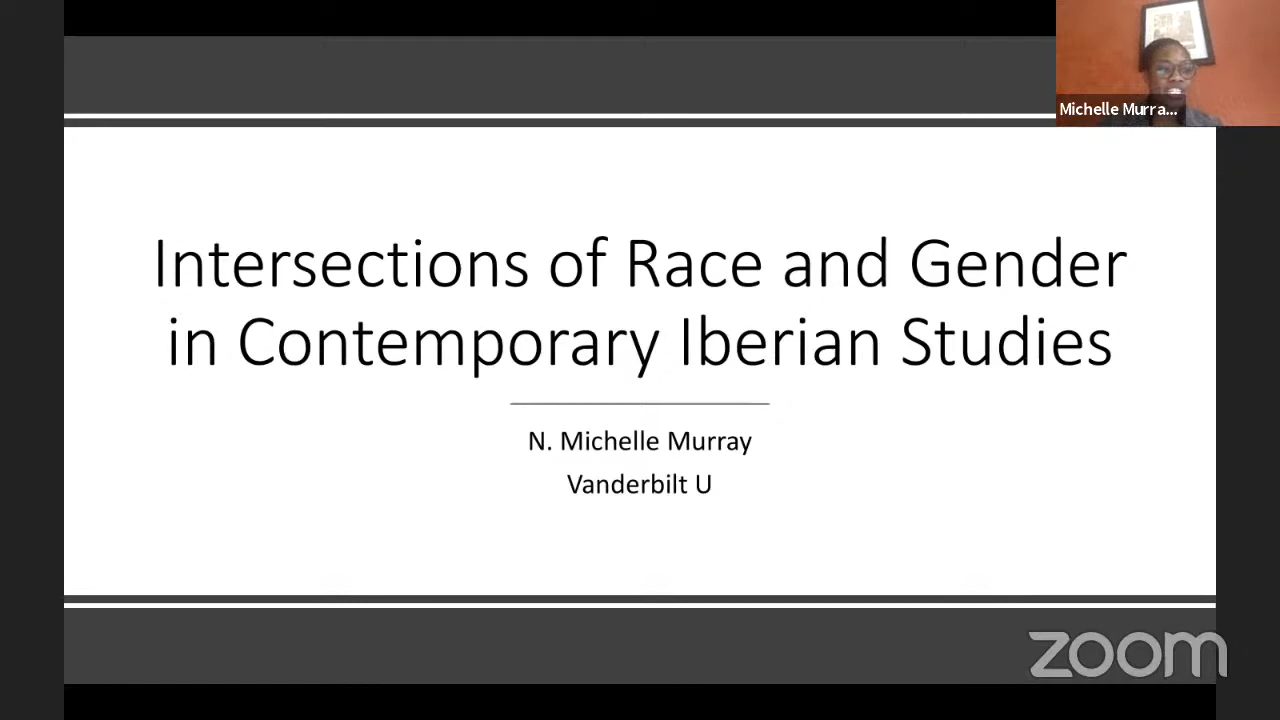 Michelle Murra...
Intersections of Race and Gender
in Contemporary Iberian Studies
N. Michelle Murray
Vanderbilt U
zoom